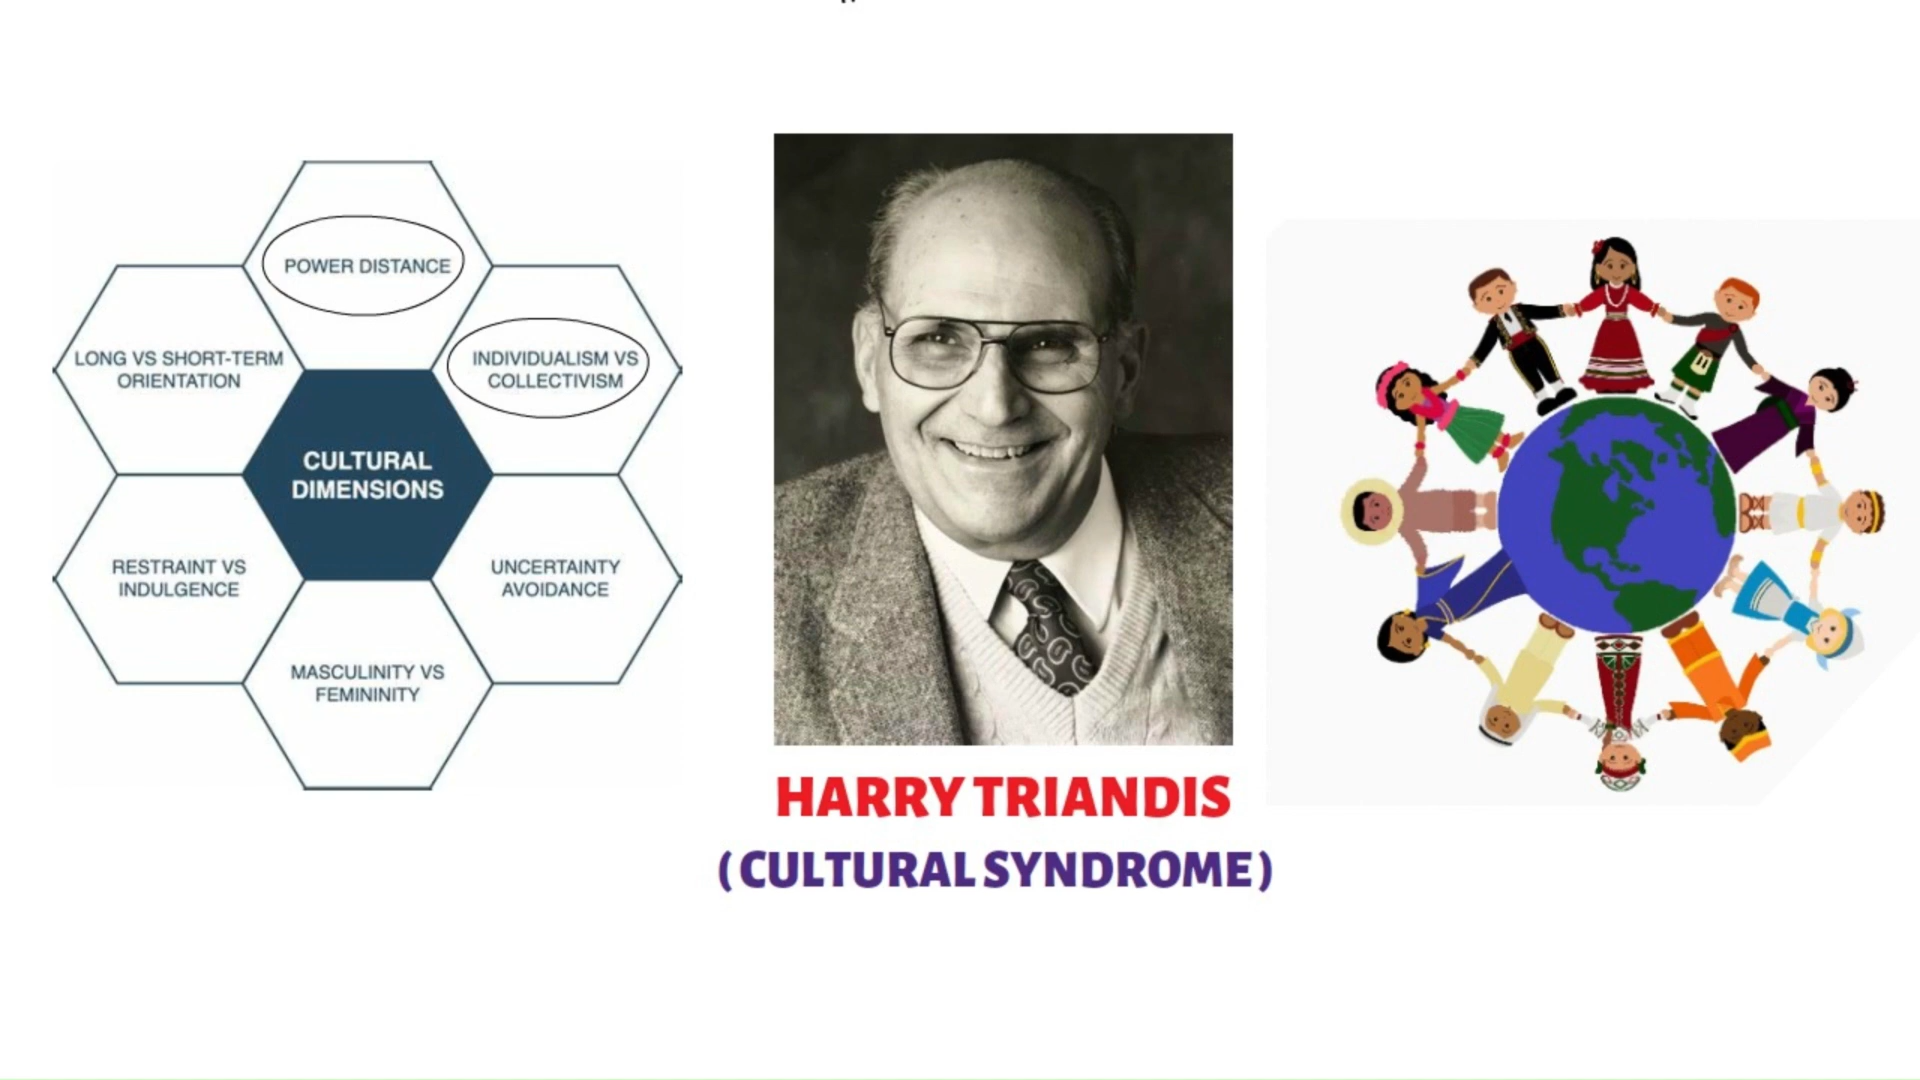 POWER DISTANCE
LONG VS SHORT-TERM
ORIENTATION
INDIVIDUALISM VS
COLLECTIVISM
CULTURAL
DIMENSIONS
RESTRAINT VS
INDULGENCE
UNCERTAINTY
AVOIDANCE
MASCULINITY VS
FEMININITY
HARRY TRIANDIS
( CULTURAL SYNDROME )